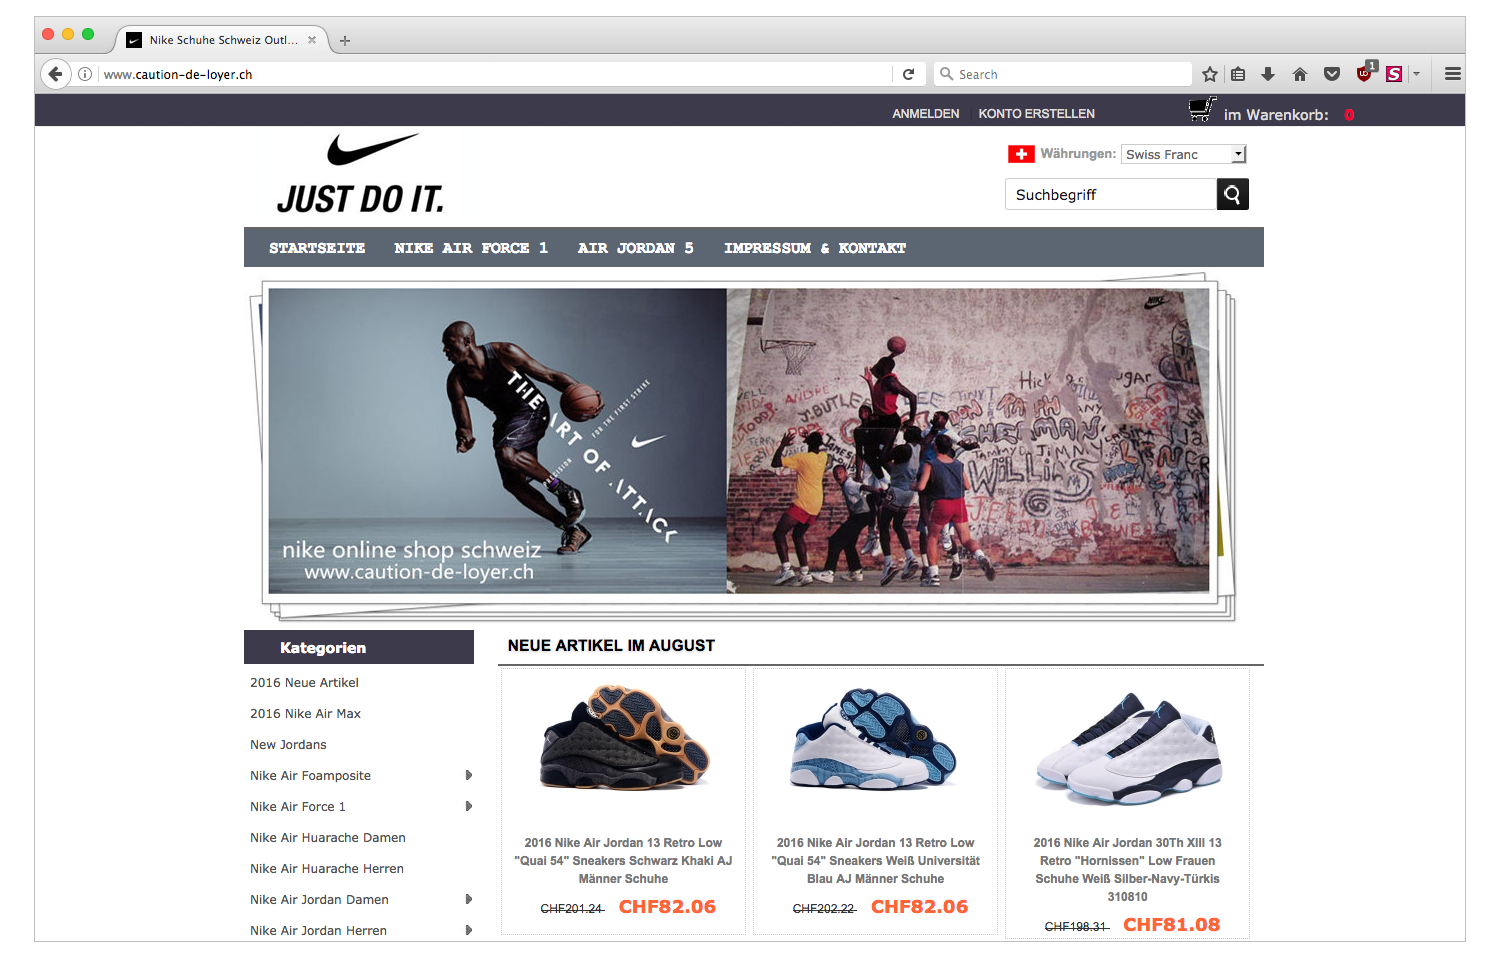 Nike Schuhe Schweiz Outl...
www.caution-de-loyer.ch
Search
1
ANMELDEN
KONTO ERSTELLEN
im Warenkorb: 0
JUST DO IT.
Währungen:
Swiss Franc
Suchbegriff
STARTSEITE
NIKE AIR FORCE 1
AIR JORDAN 5
IMPRESSUM & KONTAKT
THE ART OF ATTACK
FOR THE FIRST STRIKE
NIKE
J.BUTLER
WILLIAMS
nike online shop schweiz
www.caution-de-loyer.ch
Kategorien
2016 Neue Artikel
2016 Nike Air Max
New Jordans
Nike Air Foamposite
Nike Air Force 1
Nike Air Huarache Damen
Nike Air Huarache Herren
Nike Air Jordan Damen
Nike Air Jordan Herren
NEUE ARTIKEL IM AUGUST
2016 Nike Air Jordan 13 Retro Low
"Quai 54" Sneakers Schwarz Khaki AJ
Männer Schuhe
CHF201.24 CHF82.06
2016 Nike Air Jordan 13 Retro Low
"Quai 54" Sneakers Weiß Universität
Blau AJ Männer Schuhe
CHF202.22 CHF82.06
2016 Nike Air Jordan 30Th XIII 13
Retro "Hornissen" Low Frauen
Schuhe Weiß Silber-Navy-Türkis
310810
CHF198.31 CHF81.08